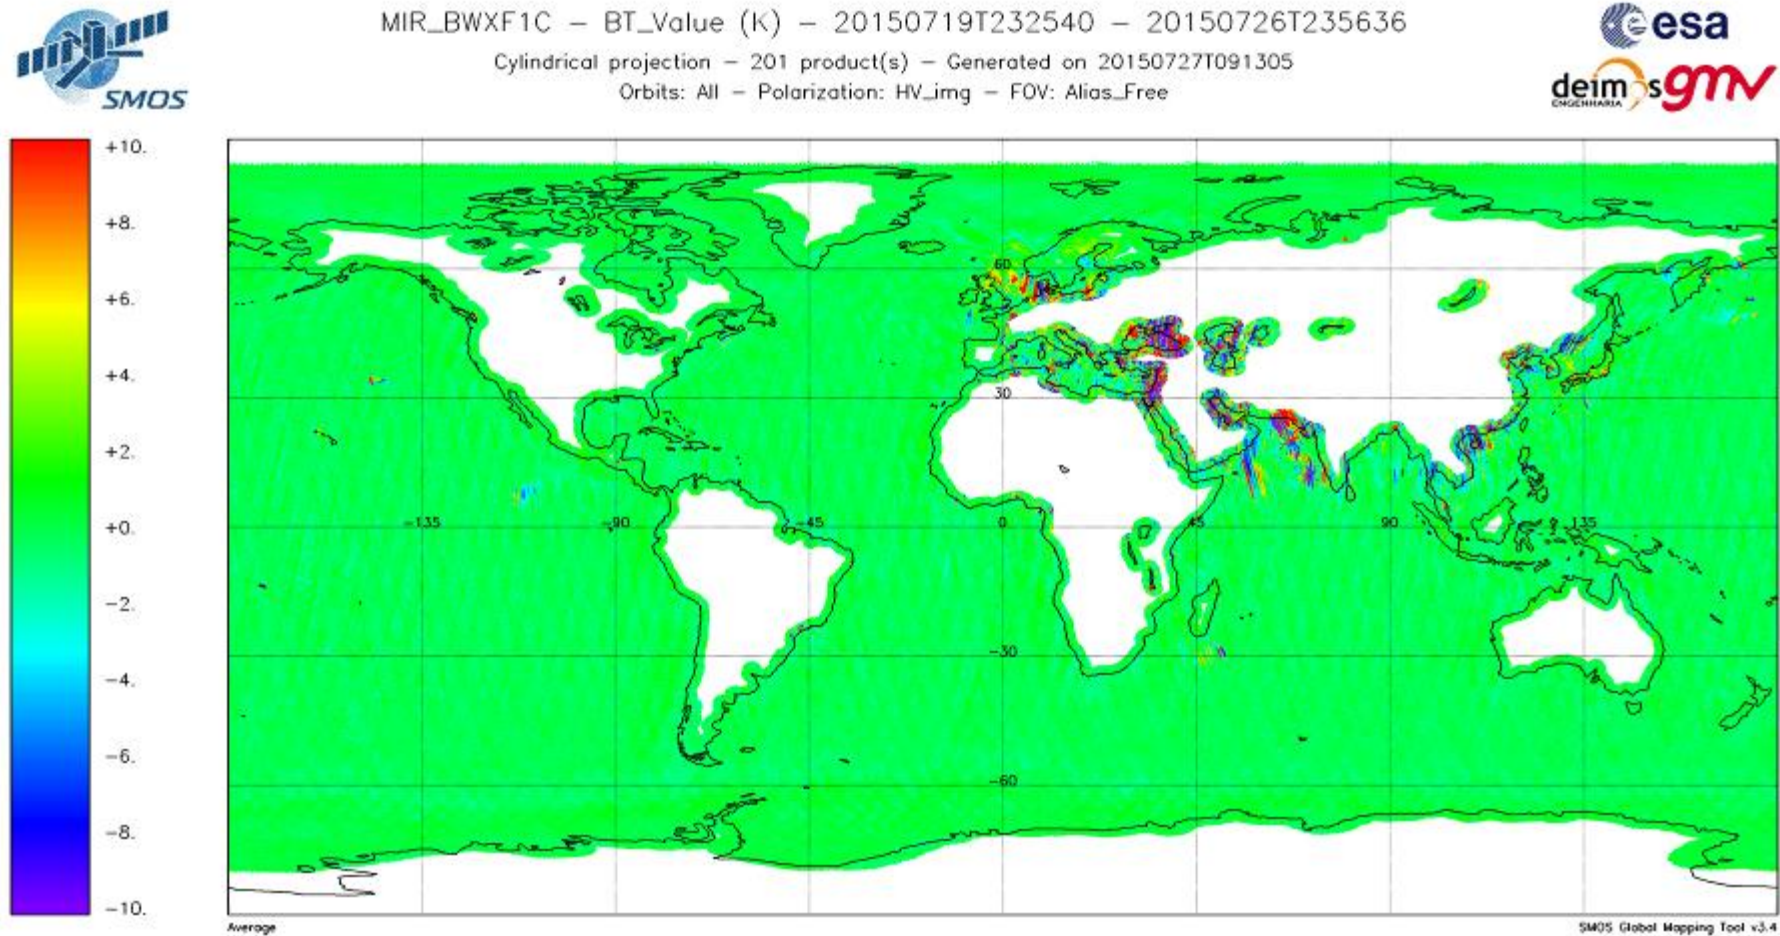 SMOS
MIR_BWXF1C – BT_Value (K) – 20150719T232540 – 20150726T235636
Cylindrical projection – 201 product(s) – Generated on 20150727T091305
Orbits: All – Polarization: HV_img – FOV: Alias_Free
esa
deimos
ENGENHARIA
gmv
+10.
+8.
+6.
+4.
+2.
+0.
−2.
−4.
−6.
−8.
−10.
60
30
−135 −90 −45 0 45 90 135
−30
−60
Average
SMOS Global Mapping Tool v3.4